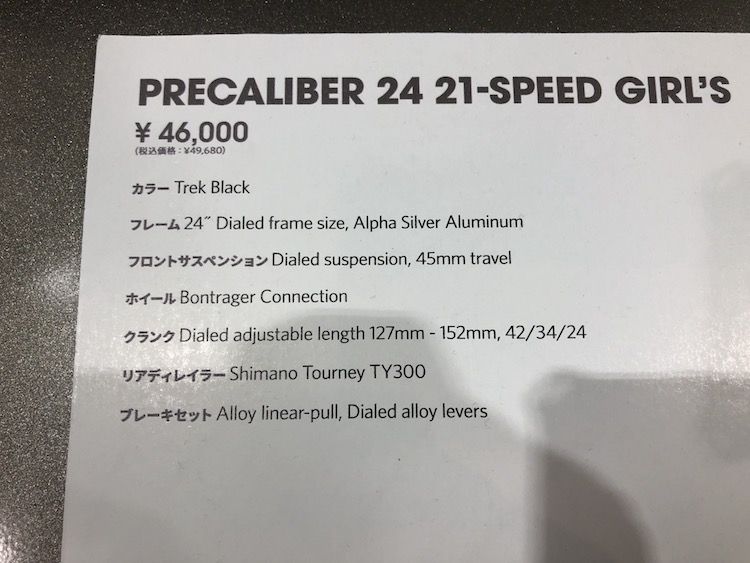 PRECALIBER 24 21-SPEED GIRL'S
¥ 46,000
(税込価格：¥49,680)
カラー Trek Black
フレーム 24˝ Dialed frame size, Alpha Silver Aluminum
フロントサスペンション Dialed suspension, 45mm travel
ホイール Bontrager Connection
クランク Dialed adjustable length 127mm - 152mm, 42/34/24
リアディレイラー Shimano Tourney TY300
ブレーキセット Alloy linear-pull, Dialed alloy levers